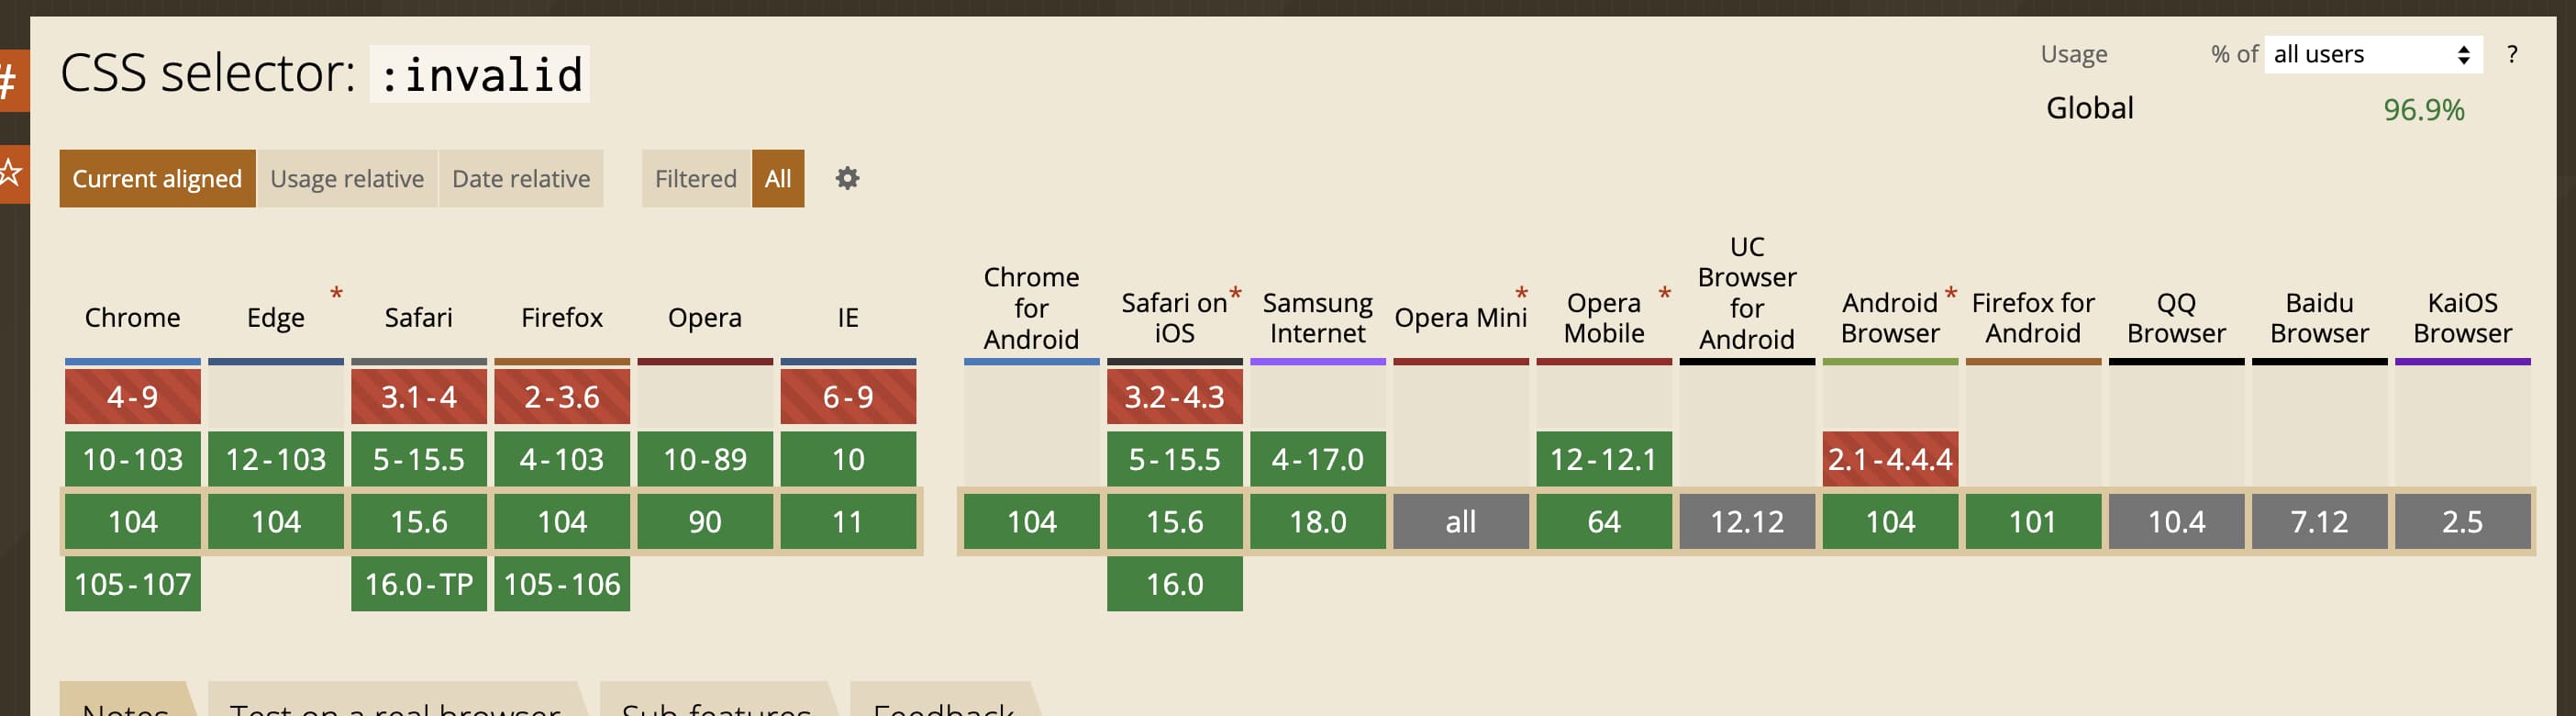 #
CSS selector: :invalid
Usage % of all users ?
Global 96.9%
Current aligned Usage relative Date relative Filtered All
Chrome Edge * Safari Firefox Opera IE
Chrome for Android
Safari on iOS *
Samsung Internet
Opera Mini *
Opera Mobile *
UC Browser for Android
Android Browser *
Firefox for Android
QQ Browser
Baidu Browser
KaiOS Browser
4-9 3.1-4 2-3.6 6-9 3.2-4.3
10-103 12-103 5-15.5 4-103 10-89 10 5-15.5 4-17.0 12-12.1 2.1-4.4.4
104 104 15.6 104 90 11 104 15.6 18.0 all 64 12.12 104 101 10.4 7.12 2.5
105-107 16.0-TP 105-106 16.0
Notes Test on a real browser Sub-features Feedback